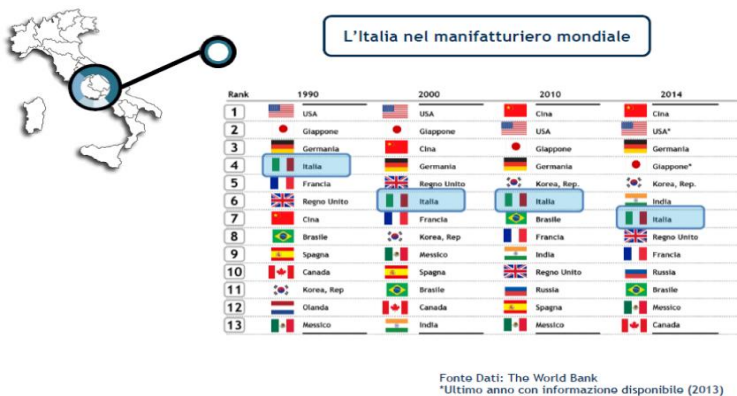 L'Italia nel manifatturiero mondiale
Rank 1990 2000 2010 2014
1 USA USA Cina Cina
2 Giappone Giappone USA USA*
3 Germania Cina Giappone Germania
4 Italia Germania Germania Giappone*
5 Francia Regno Unito Korea, Rep. Korea, Rep.
6 Regno Unito Italia Italia India
7 Cina Francia Brasile Italia
8 Brasile Korea, Rep Francia Regno Unito
9 Spagna Messico India Francia
10 Canada Spagna Regno Unito Russia
11 Korea, Rep Brasile Russia Brasile
12 Olanda Canada Spagna Messico
13 Messico India Messico Canada
Fonte Dati: The World Bank
*Ultimo anno con informazione disponibile (2013)